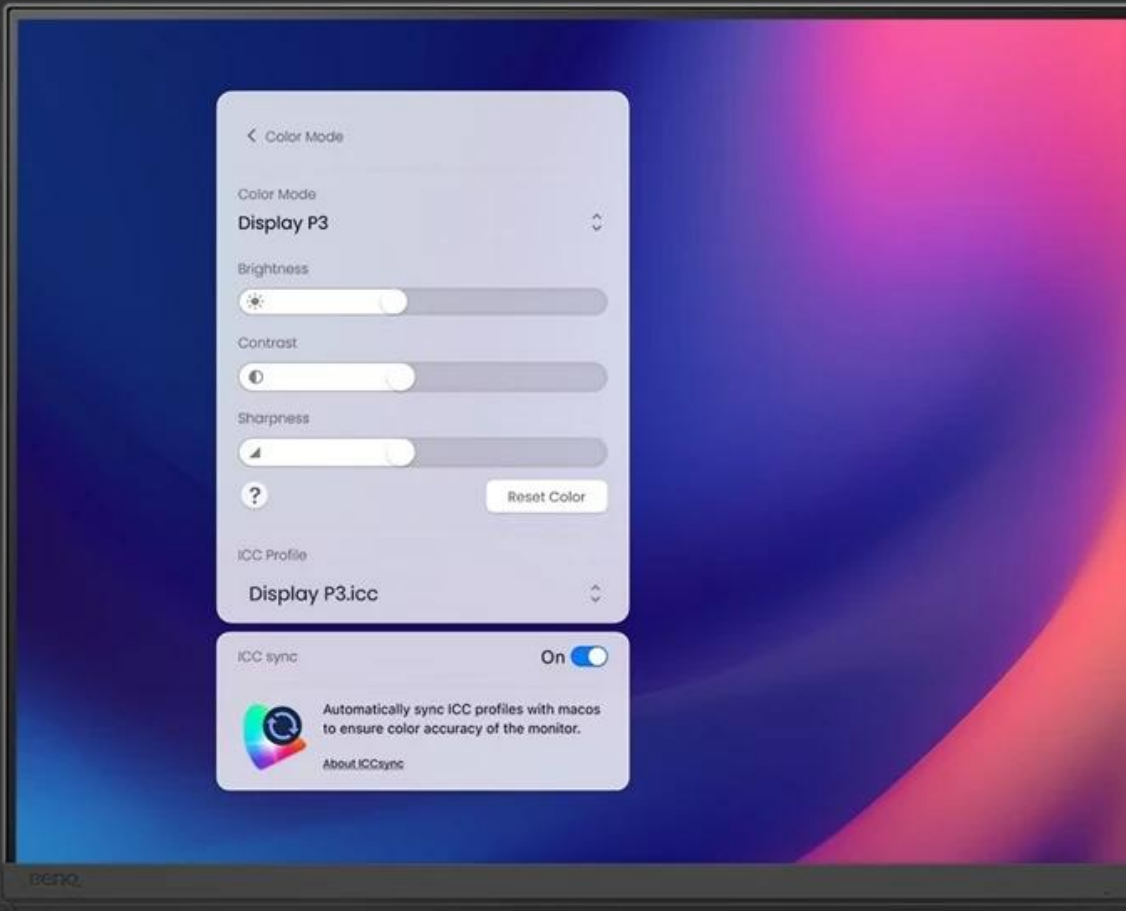 Color Mode
Color Mode
Display P3
Brightness
Contrast
Sharpness
?
Reset Color
ICC Profile
Display P3.icc
ICC sync
On
Automatically sync ICC profiles with macos
to ensure color accuracy of the monitor.
About ICCsync
BenQ